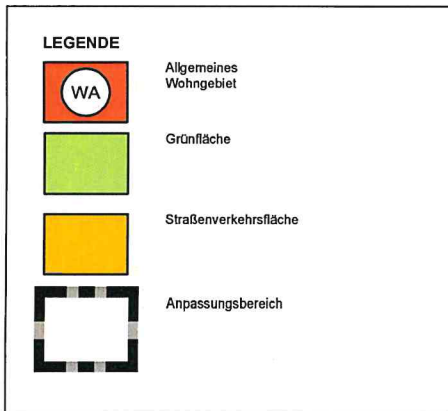 LEGENDE
WA
Allgemeines
Wohngebiet
Grünfläche
Straßenverkehrsfläche
Anpassungsbereich